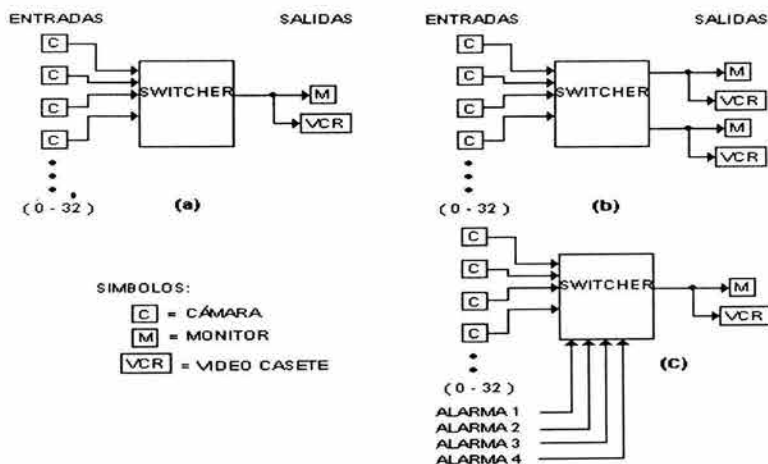 ENTRADAS
SALIDAS
C
C
C
C
SWITCHER
M
VCR
( 0 - 32 )
(a)
ENTRADAS
SALIDAS
C
C
C
C
SWITCHER
M
VCR
M
VCR
( 0 - 32 )
(b)
C
C
C
C
SWITCHER
M
VCR
(c)
( 0 - 32 )
ALARMA 1
ALARMA 2
ALARMA 3
ALARMA 4
SIMBOLOS:
C = CÁMARA
M = MONITOR
VCR = VIDEO CASETE